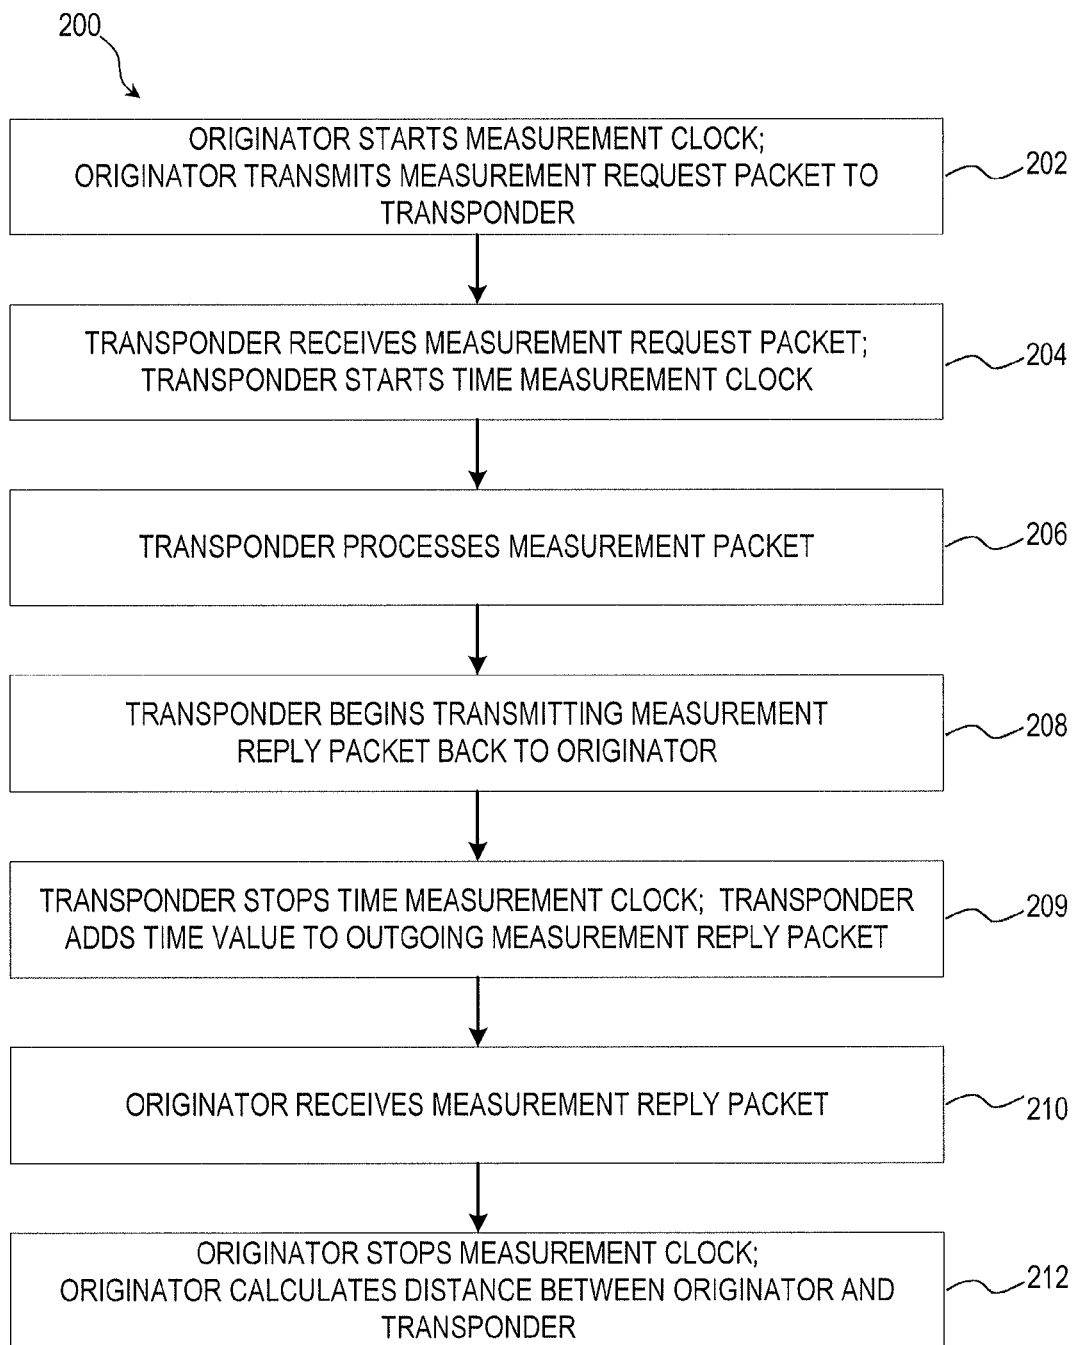 200
ORIGINATOR STARTS MEASUREMENT CLOCK;
ORIGINATOR TRANSMITS MEASUREMENT REQUEST PACKET TO
TRANSPONDER
202
TRANSPONDER RECEIVES MEASUREMENT REQUEST PACKET;
TRANSPONDER STARTS TIME MEASUREMENT CLOCK
204
TRANSPONDER PROCESSES MEASUREMENT PACKET
206
TRANSPONDER BEGINS TRANSMITTING MEASUREMENT
REPLY PACKET BACK TO ORIGINATOR
208
TRANSPONDER STOPS TIME MEASUREMENT CLOCK; TRANSPONDER
ADDS TIME VALUE TO OUTGOING MEASUREMENT REPLY PACKET
209
ORIGINATOR RECEIVES MEASUREMENT REPLY PACKET
210
ORIGINATOR STOPS MEASUREMENT CLOCK;
ORIGINATOR CALCULATES DISTANCE BETWEEN ORIGINATOR AND
TRANSPONDER
212